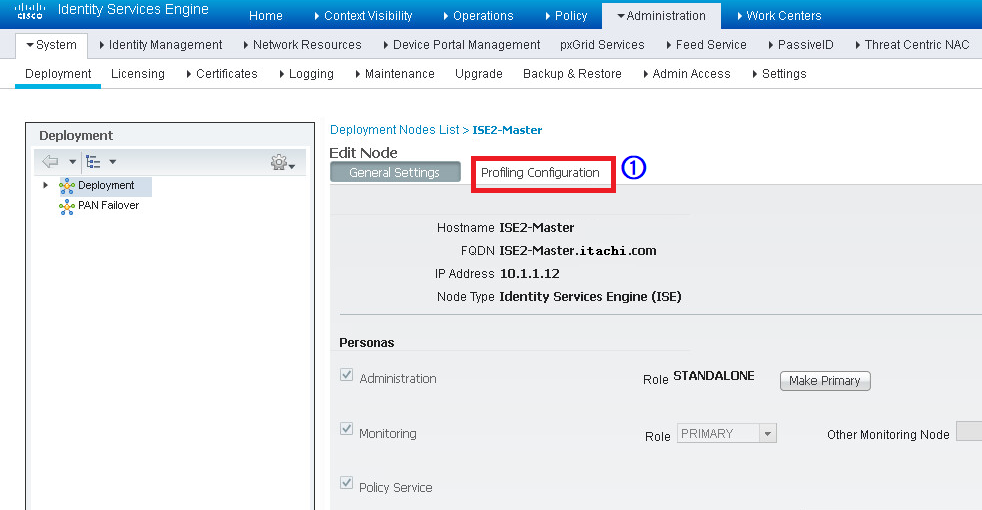 cisco Identity Services Engine
Home Context Visibility Operations Policy Administration Work Centers
System Identity Management Network Resources Device Portal Management pxGrid Services Feed Service PassiveID Threat Centric NAC
Deployment Licensing Certificates Logging Maintenance Upgrade Backup & Restore Admin Access Settings
Deployment
Deployment
PAN Failover
Deployment Nodes List > ISE2-Master
Edit Node
General Settings Profiling Configuration ①
Hostname ISE2-Master
FQDN ISE2-Master.itachi.com
IP Address 10.1.1.12
Node Type Identity Services Engine (ISE)
Personas
Administration Role STANDALONE Make Primary
Monitoring Role PRIMARY Other Monitoring Node
Policy Service